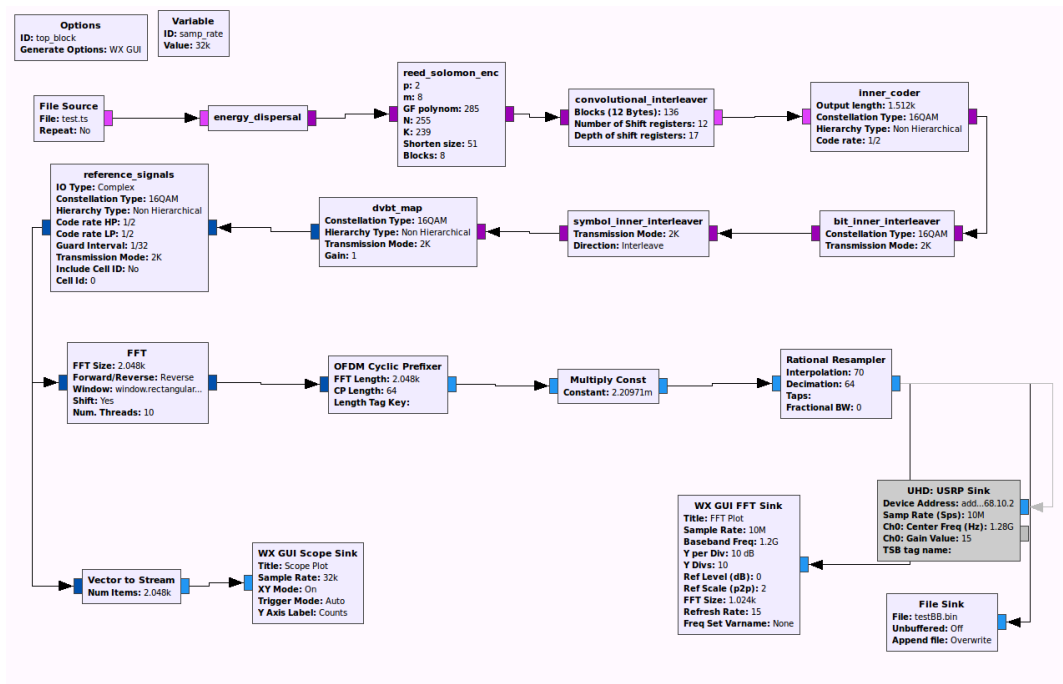 Options
ID: top_block
Generate Options: WX GUI
Variable
ID: samp_rate
Value: 32k
File Source
File: test.ts
Repeat: No
energy_dispersal
reed_solomon_enc
p: 2
m: 8
GF polynom: 285
N: 255
K: 239
Shorten size: 51
Blocks: 8
convolutional_interleaver
Blocks (12 Bytes): 136
Number of Shift registers: 12
Depth of shift registers: 17
inner_coder
Output length: 1.512k
Constellation Type: 16QAM
Hierarchy Type: Non Hierarchical
Code rate: 1/2
reference_signals
IO Type: Complex
Constellation Type: 16QAM
Hierarchy Type: Non Hierarchical
Code rate HP: 1/2
Code rate LP: 1/2
Guard Interval: 1/32
Transmission Mode: 2K
Include Cell ID: No
Cell Id: 0
dvbt_map
Constellation Type: 16QAM
Hierarchy Type: Non Hierarchical
Transmission Mode: 2K
Gain: 1
symbol_inner_interleaver
Transmission Mode: 2K
Direction: Interleave
bit_inner_interleaver
Constellation Type: 16QAM
Transmission Mode: 2K
FFT
FFT Size: 2.048k
Forward/Reverse: Reverse
Window: window.rectangular...
Shift: Yes
Num. Threads: 10
OFDM Cyclic Prefixer
FFT Length: 2.048k
CP Length: 64
Length Tag Key:
Multiply Const
Constant: 2.20971m
Rational Resampler
Interpolation: 70
Decimation: 64
Taps:
Fractional BW: 0
UHD: USRP Sink
Device Address: add...68.10.2
Samp Rate (Sps): 10M
Ch0: Center Freq (Hz): 1.28G
Ch0: Gain Value: 15
TSB tag name:
WX GUI FFT Sink
Title: FFT Plot
Sample Rate: 10M
Baseband Freq: 1.2G
Y per Div: 10 dB
Y Divs: 10
Ref Level (dB): 0
Ref Scale (p2p): 2
FFT Size: 1.024k
Refresh Rate: 15
Freq Set Varname: None
Vector to Stream
Num Items: 2.048k
WX GUI Scope Sink
Title: Scope Plot
Sample Rate: 32k
XY Mode: On
Trigger Mode: Auto
Y Axis Label: Counts
File Sink
File: testBB.bin
Unbuffered: Off
Append file: Overwrite